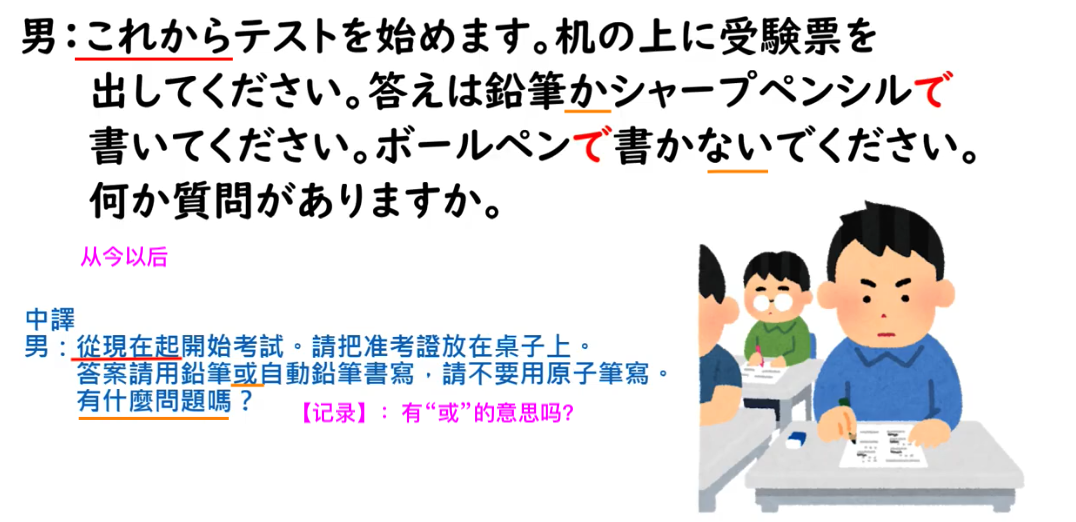 男：これからテストを始めます。机の上に受験票を
出してください。答えは鉛筆かシャープペンシルで
書いてください。ボールペンで書かないでください。
何か質問がありますか。
从今以后
中譯
男：從現在起開始考試。請把准考證放在桌子上。
答案請用鉛筆或自動鉛筆書寫，請不要用原子筆寫。
有什麼問題嗎？
【记录】：有“或”的意思吗?